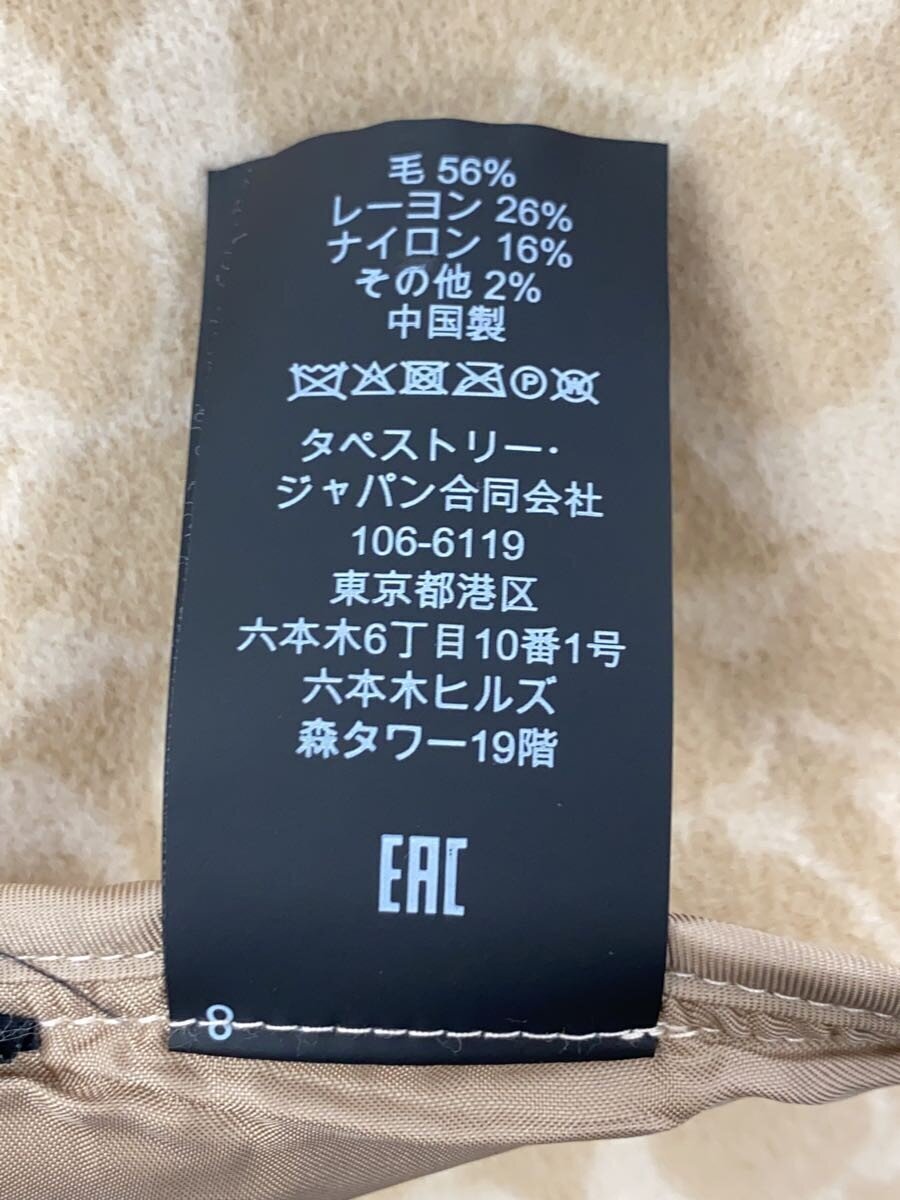 毛 56%
レーヨン 26%
ナイロン 16%
その他 2%
中国製
P W
タペストリー・
ジャパン合同会社
106-6119
東京都港区
六本木6丁目10番1号
六本木ヒルズ
森タワー19階
EAC
8